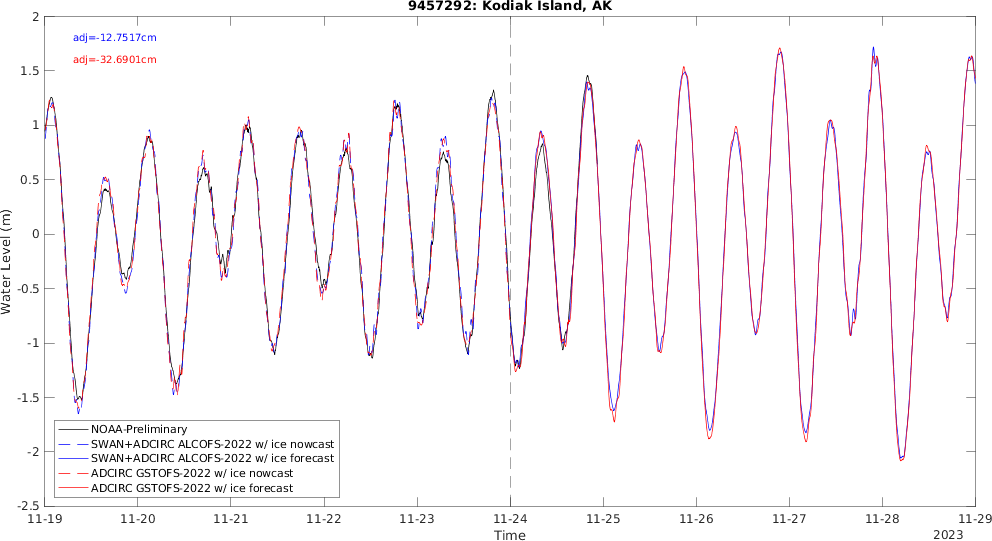 9457292: Kodiak Island, AK
adj=-12.7517cm
adj=-32.6901cm
Water Level (m)
2
1.5
1
0.5
0
-0.5
-1
-1.5
-2
-2.5
NOAA-Preliminary
SWAN+ADCIRC ALCOFS-2022 w/ ice nowcast
SWAN+ADCIRC ALCOFS-2022 w/ ice forecast
ADCIRC GSTOFS-2022 w/ ice nowcast
ADCIRC GSTOFS-2022 w/ ice forecast
11-19 11-20 11-21 11-22 11-23 11-24 11-25 11-26 11-27 11-28 11-29
Time
2023